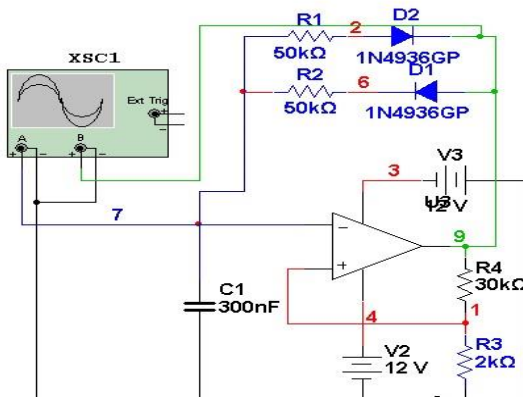 R1
2
D2
XSC1
50kΩ
1N4936GP
R2
6
D1
Ext Trig
50kΩ
1N4936GP
A
B
V3
3
12 V
7
9
R4
30kΩ
C1
300nF
4
1
V2
12 V
R3
2kΩ